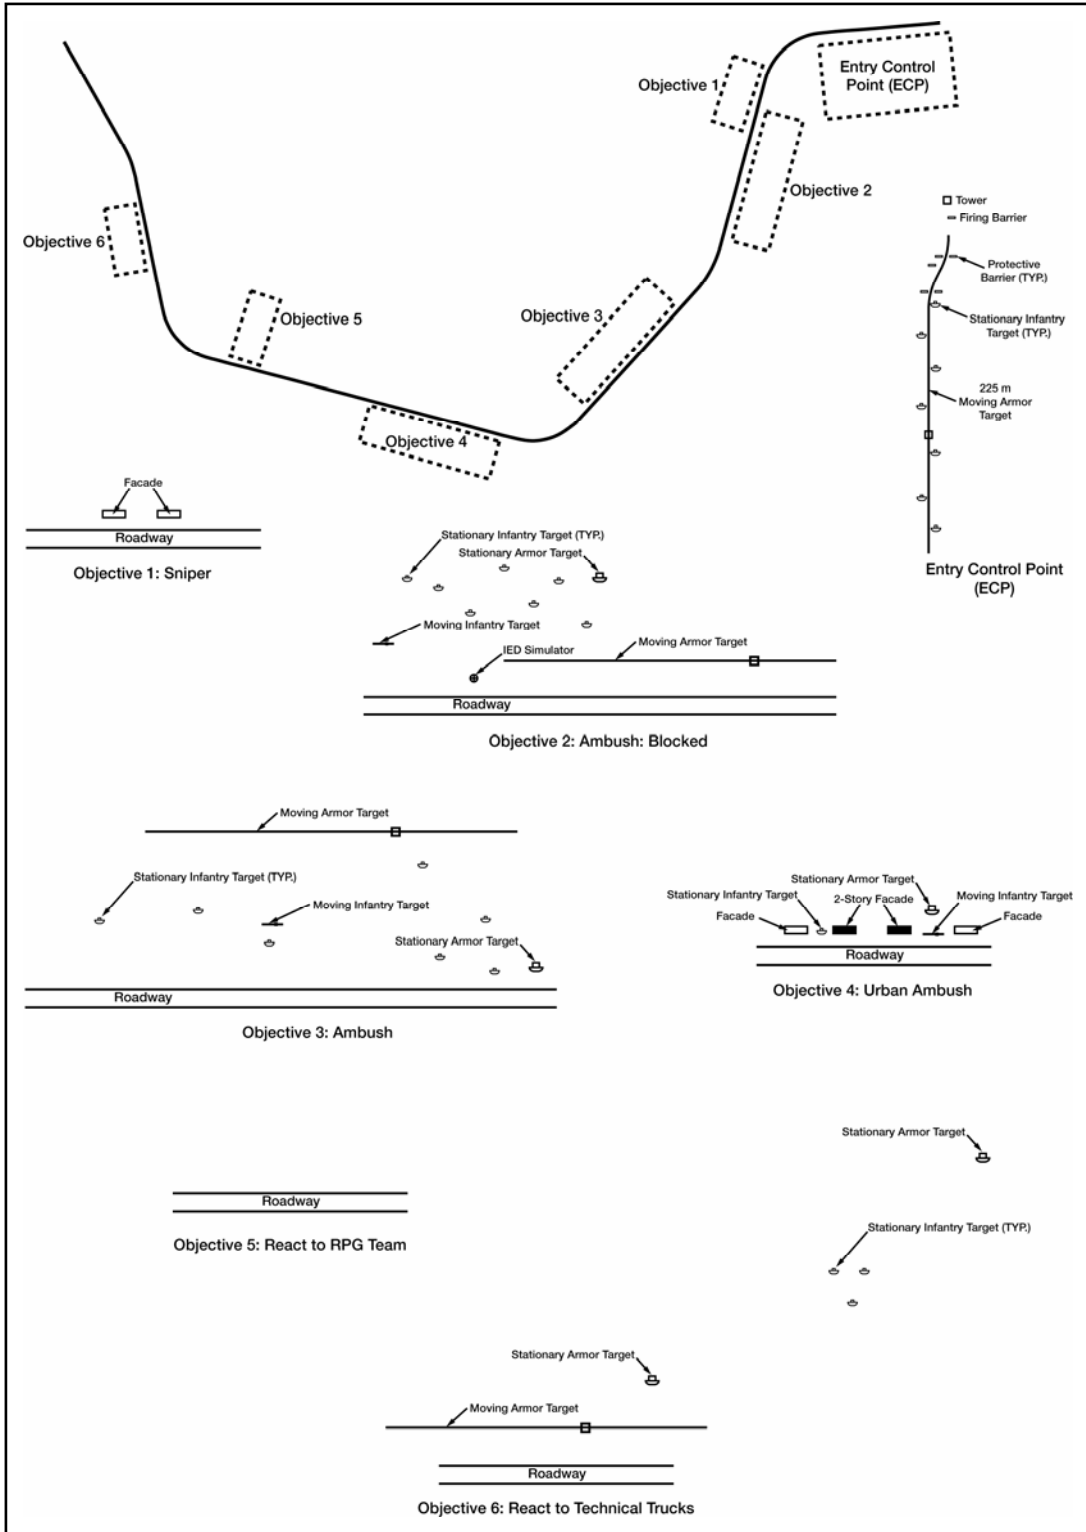 Objective 1
Entry Control
Point (ECP)
Objective 2
Objective 6
Objective 5
Objective 3
Objective 4
Tower
Firing Barrier
Protective
Barrier (TYP.)
Stationary Infantry
Target (TYP.)
225 m
Moving Armor
Target
Entry Control Point
(ECP)
Facade
Roadway
Objective 1: Sniper
Stationary Infantry Target (TYP.)
Stationary Armor Target
Moving Infantry Target
IED Simulator
Moving Armor Target
Roadway
Objective 2: Ambush: Blocked
Moving Armor Target
Stationary Infantry Target (TYP.)
Moving Infantry Target
Stationary Armor Target
Roadway
Objective 3: Ambush
Stationary Armor Target
Stationary Infantry Target
2-Story Facade
Moving Infantry Target
Facade
Facade
Roadway
Objective 4: Urban Ambush
Stationary Armor Target
Stationary Infantry Target (TYP.)
Roadway
Objective 5: React to RPG Team
Stationary Armor Target
Moving Armor Target
Roadway
Objective 6: React to Technical Trucks